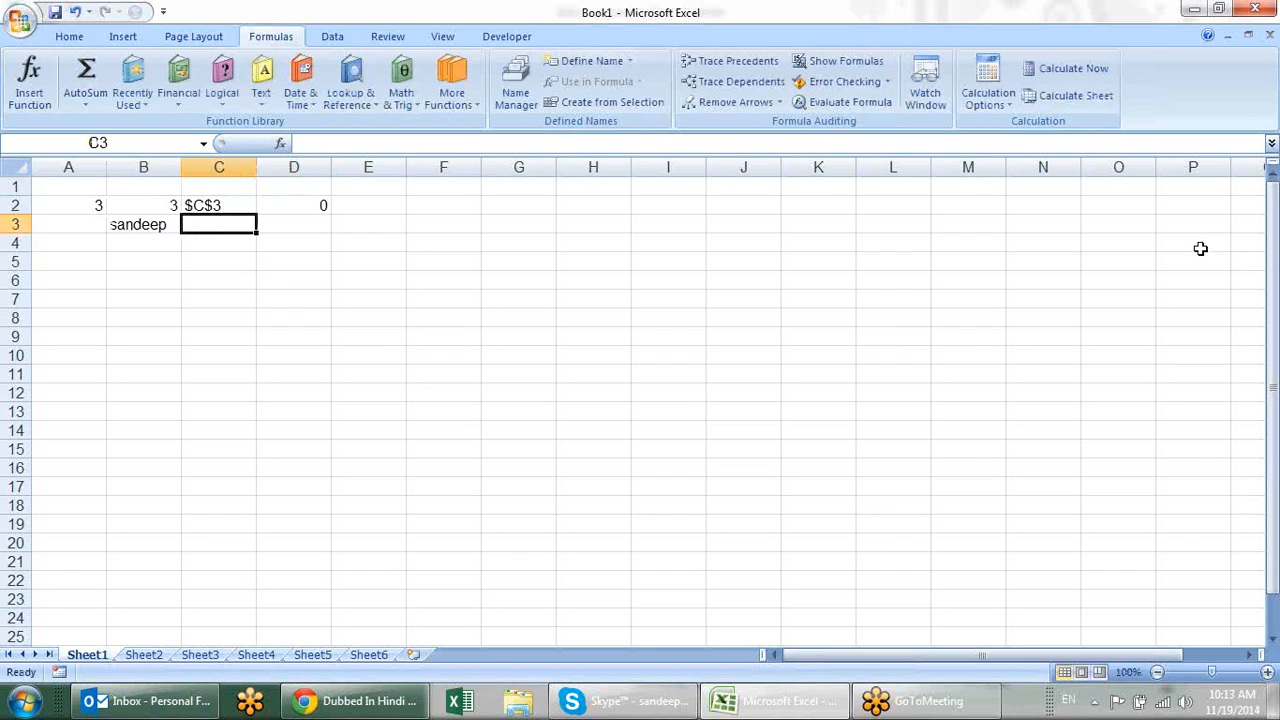 Book1 - Microsoft Excel
Home Insert Page Layout Formulas Data Review View Developer
Insert Function
AutoSum
Recently Used
Financial
Logical
Text
Date & Time
Lookup & Reference
Math & Trig
More Functions
Function Library
Name Manager
Define Name
Use in Formula
Create from Selection
Defined Names
Trace Precedents
Trace Dependents
Remove Arrows
Show Formulas
Error Checking
Evaluate Formula
Formula Auditing
Watch Window
Calculation Options
Calculate Now
Calculate Sheet
Calculation
C3 fx
A B C D E F G H I J K L M N O P
1
2 3 3 $C$3 0
3 sandeep
4
5
6
7
8
9
10
11
12
13
14
15
16
17
18
19
20
21
22
23
24
25
Sheet1 Sheet2 Sheet3 Sheet4 Sheet5 Sheet6
Ready 100%
Inbox - Personal F... Dubbed In Hindi ... Skype™ - sandeep... Microsoft Excel - ... GoToMeeting EN 10:13 AM
11/19/2014